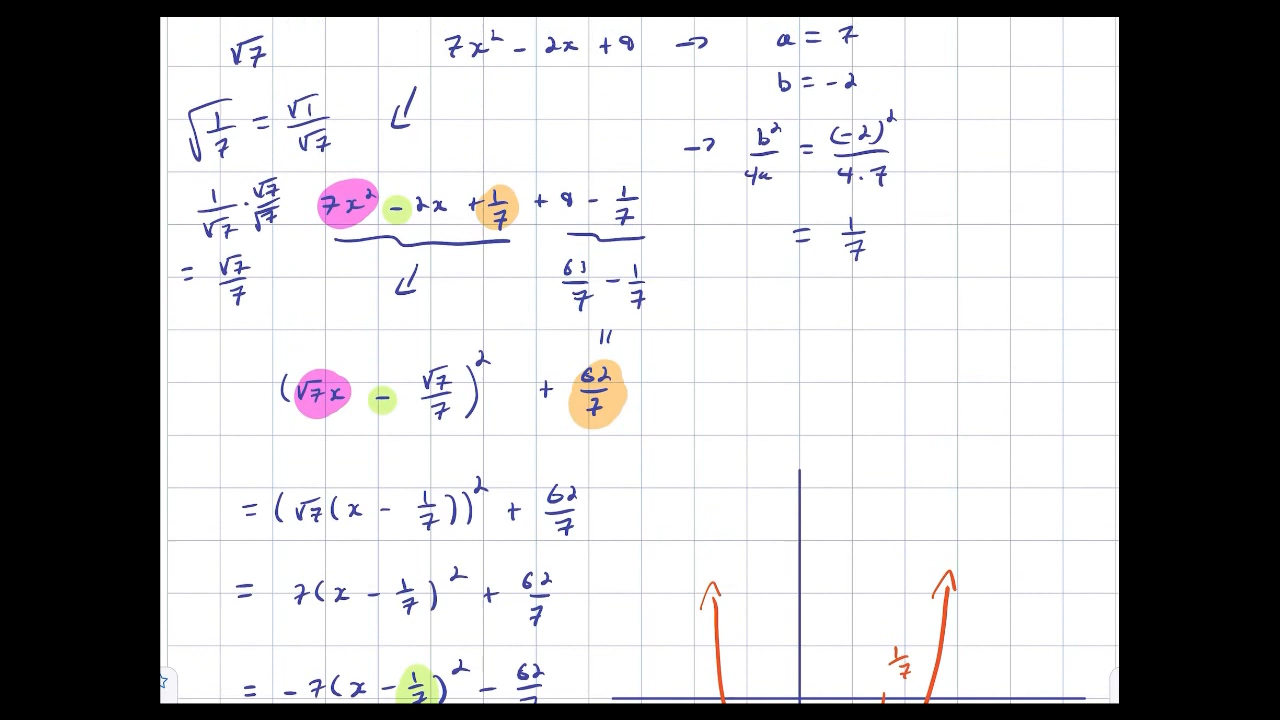 √7
7x² - 2x + 9 → a = 7
b = -2
√(1/7) = √1/√7 ↙
→ b²/4a = (-2)²/4·7
1/√7 · √7/√7
7x² - 2x + 1/7 + 9 - 1/7
= 1/7
= √7/7
↙ 63/7 - 1/7
||
(√7x - √7/7)² + 62/7
= (√7(x - 1/7))² + 62/7
= 7(x - 1/7)² + 62/7
1/7
= -7(x - 1/7)² - 62/7